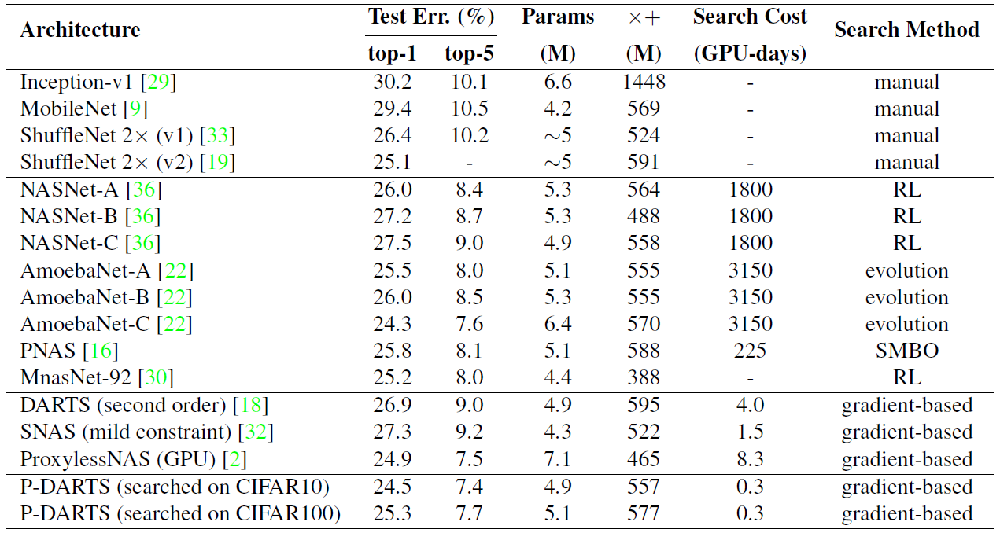 Architecture Test Err. (%) Params ×+ Search Cost Search Method
top-1 top-5 (M) (M) (GPU-days)
Inception-v1 [29] 30.2 10.1 6.6 1448 - manual
MobileNet [9] 29.4 10.5 4.2 569 - manual
ShuffleNet 2× (v1) [33] 26.4 10.2 ~5 524 - manual
ShuffleNet 2× (v2) [19] 25.1 - ~5 591 - manual
NASNet-A [36] 26.0 8.4 5.3 564 1800 RL
NASNet-B [36] 27.2 8.7 5.3 488 1800 RL
NASNet-C [36] 27.5 9.0 4.9 558 1800 RL
AmoebaNet-A [22] 25.5 8.0 5.1 555 3150 evolution
AmoebaNet-B [22] 26.0 8.5 5.3 555 3150 evolution
AmoebaNet-C [22] 24.3 7.6 6.4 570 3150 evolution
PNAS [16] 25.8 8.1 5.1 588 225 SMBO
MnasNet-92 [30] 25.2 8.0 4.4 388 - RL
DARTS (second order) [18] 26.9 9.0 4.9 595 4.0 gradient-based
SNAS (mild constraint) [32] 27.3 9.2 4.3 522 1.5 gradient-based
ProxylessNAS (GPU) [2] 24.9 7.5 7.1 465 8.3 gradient-based
P-DARTS (searched on CIFAR10) 24.5 7.4 4.9 557 0.3 gradient-based
P-DARTS (searched on CIFAR100) 25.3 7.7 5.1 577 0.3 gradient-based